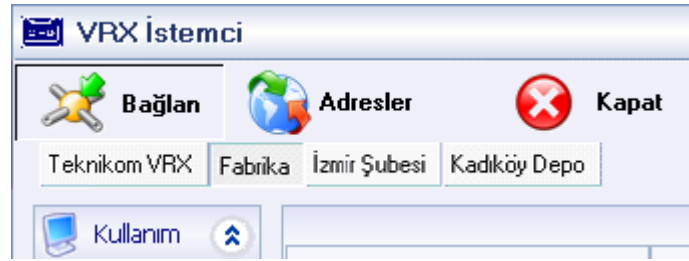 VRX İstemci
Bağlan Adresler Kapat
Teknikom VRX Fabrika İzmir Şubesi Kadıköy Depo
Kullanım